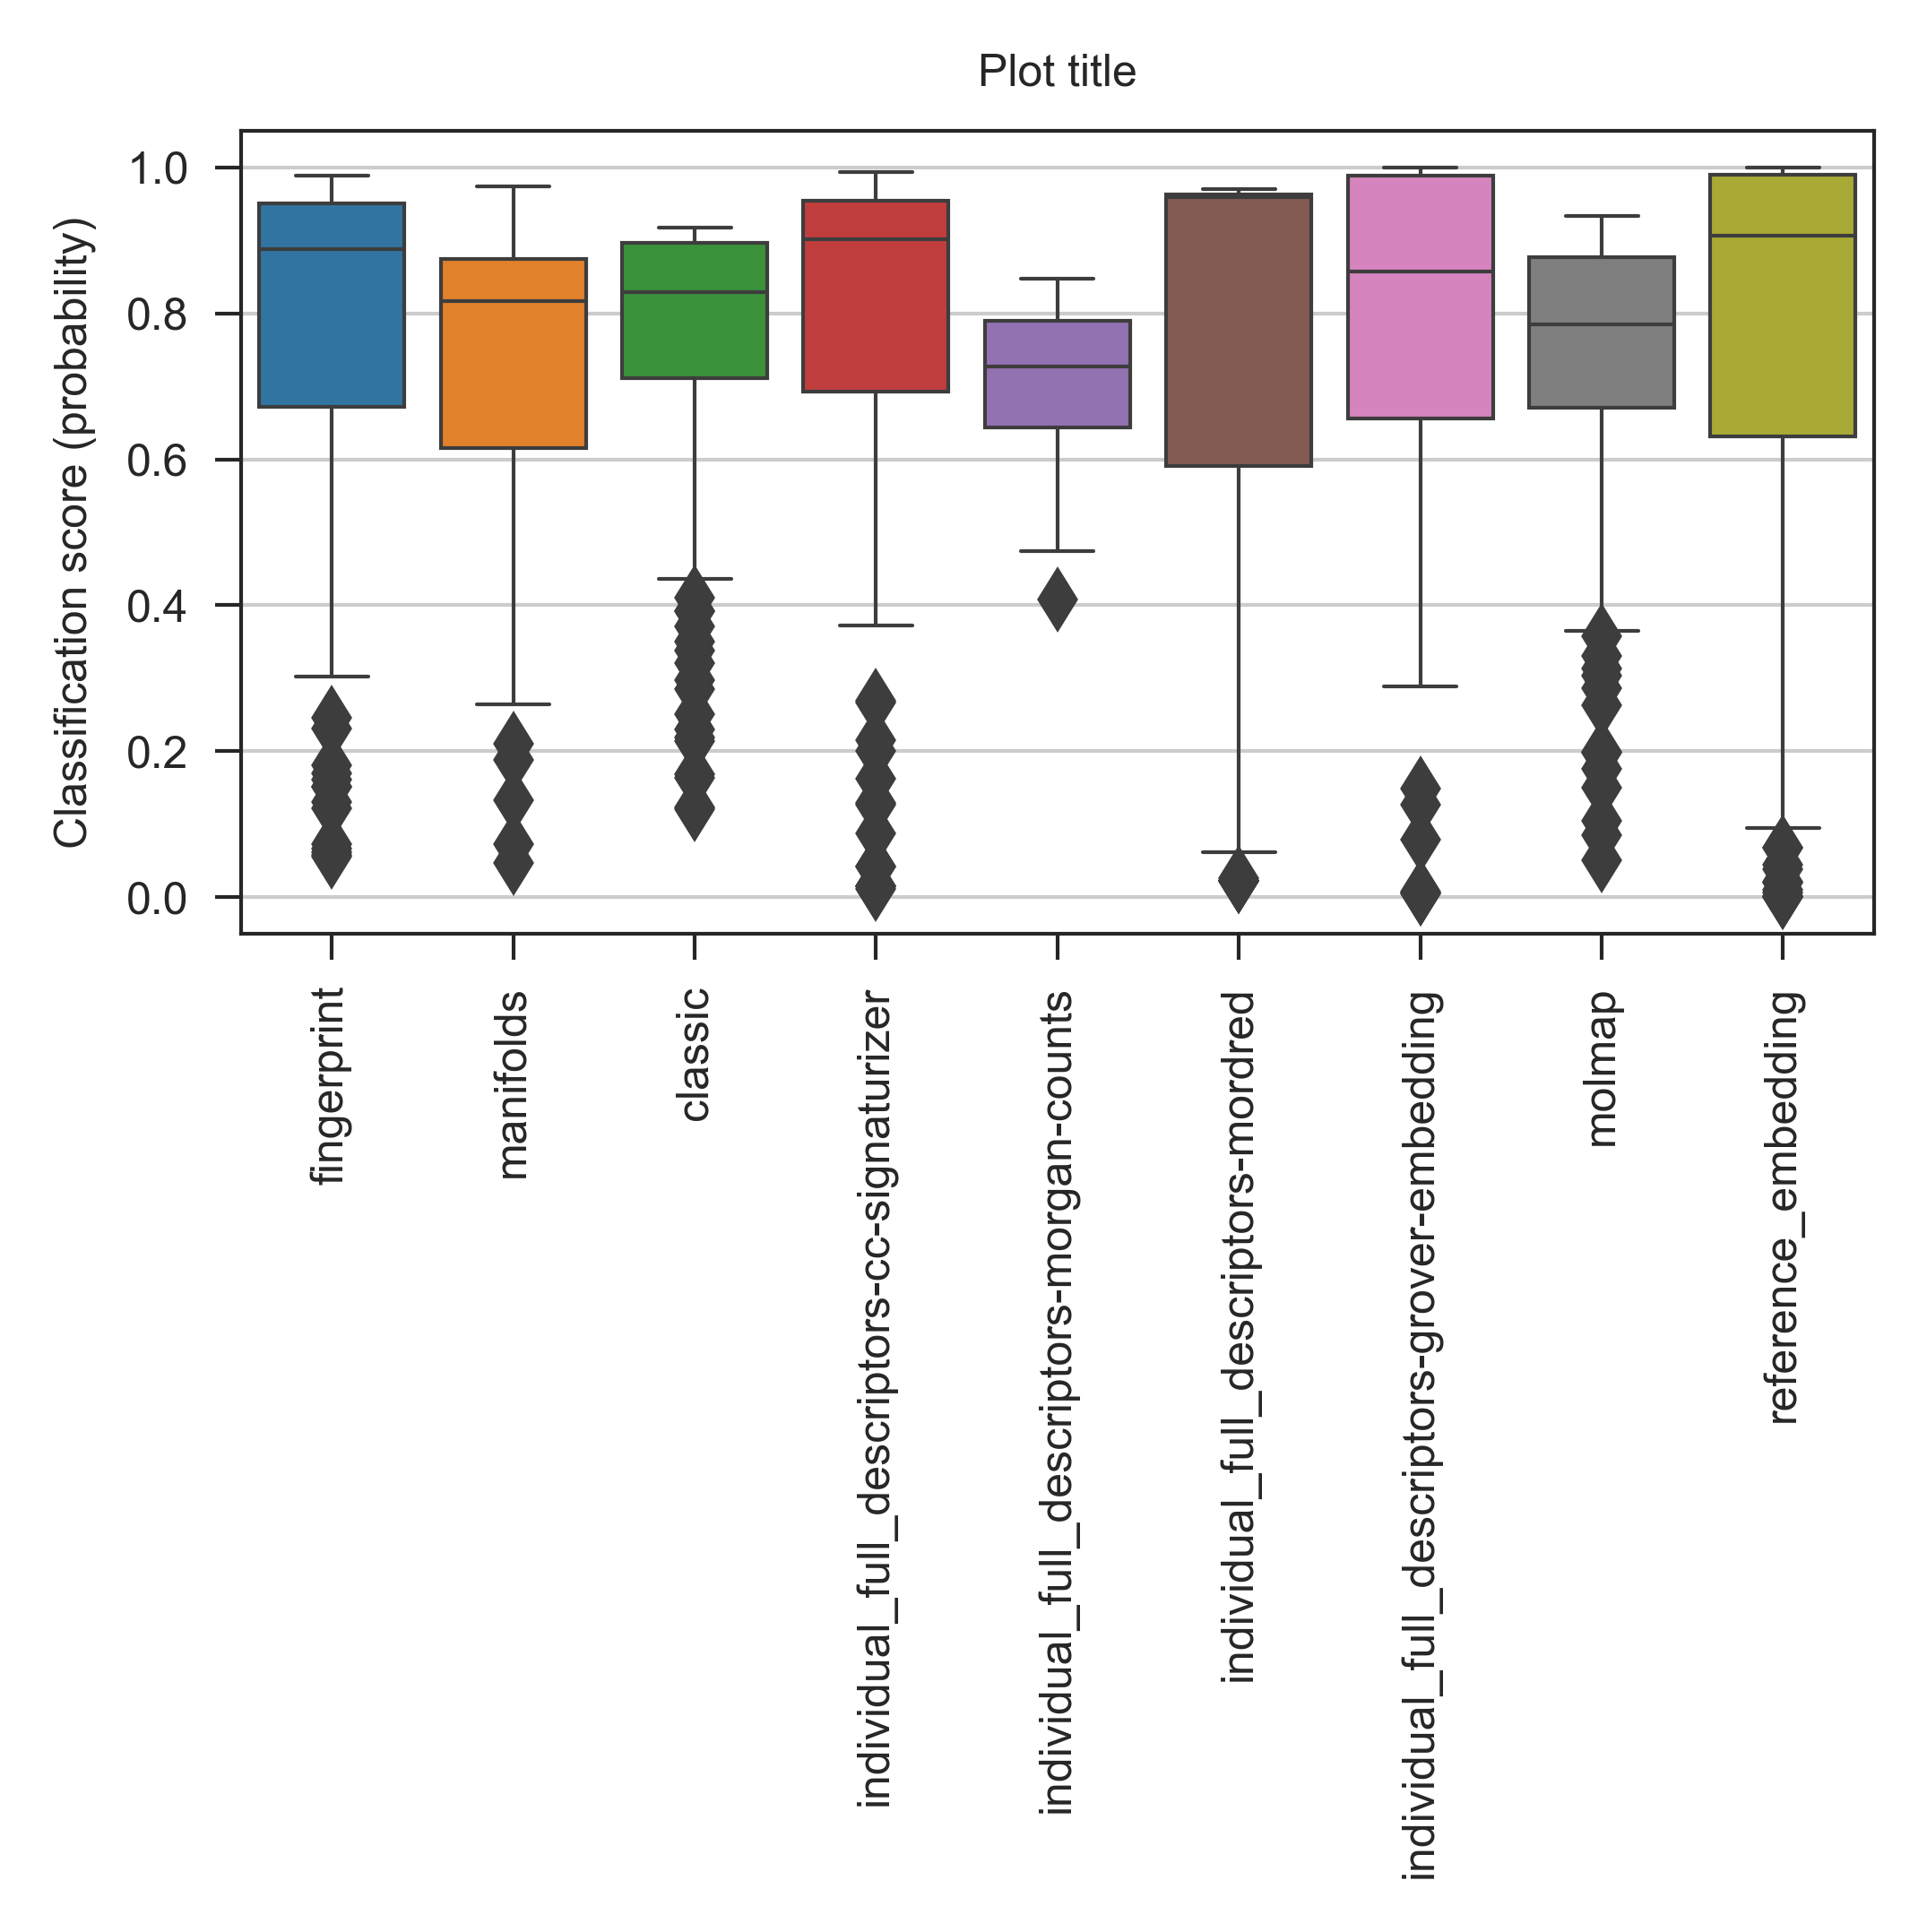 Plot title
Classification score (probability)
1.0
0.8
0.6
0.4
0.2
0.0
fingerprint
manifolds
classic
individual_full_descriptors-cc-signaturizer
individual_full_descriptors-morgan-counts
individual_full_descriptors-mordred
individual_full_descriptors-grover-embedding
molmap
reference_embedding